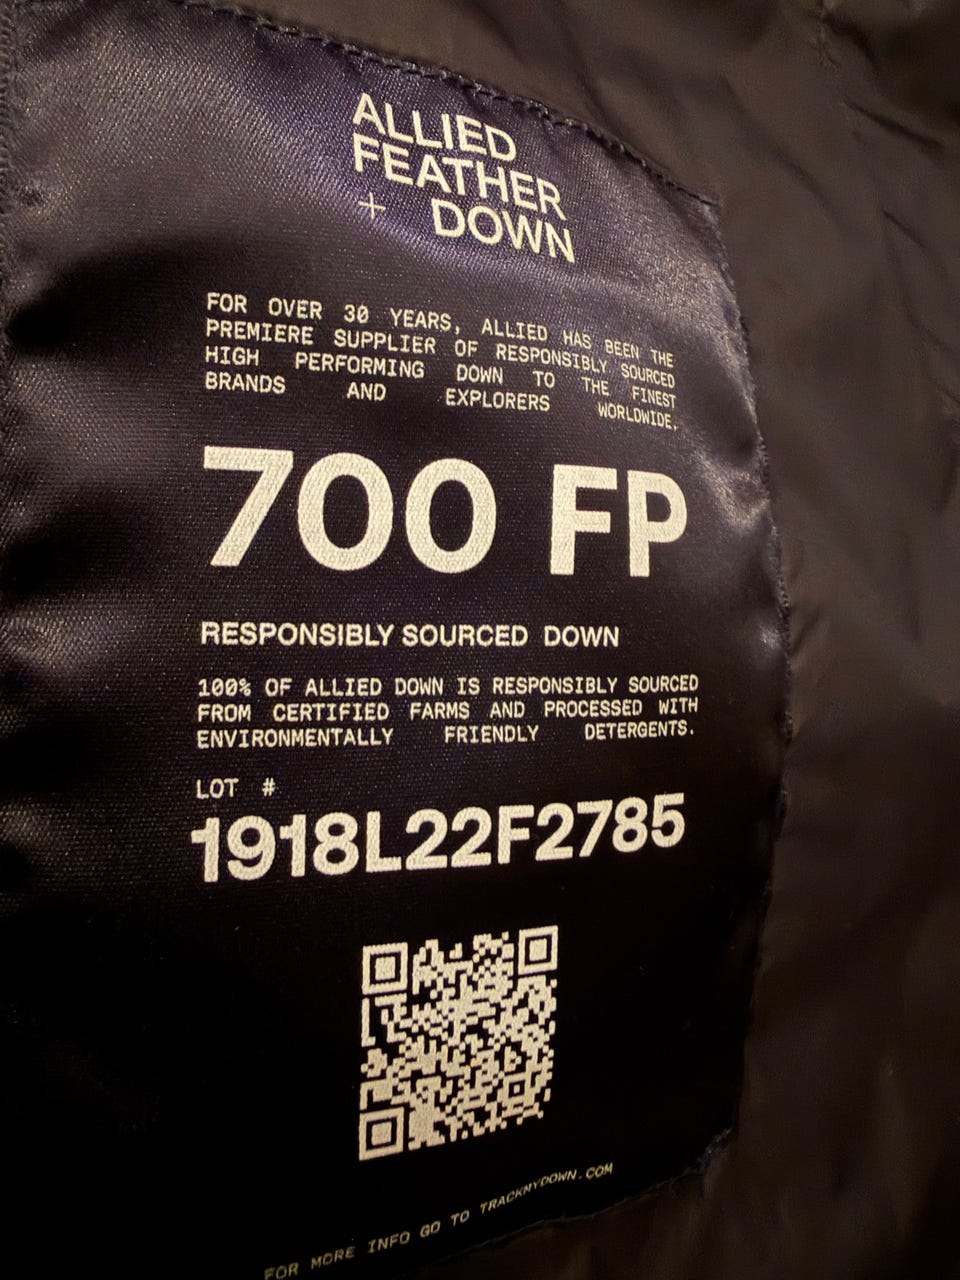 ALLIED
FEATHER
+ DOWN
FOR OVER 30 YEARS, ALLIED HAS BEEN THE
PREMIERE SUPPLIER OF RESPONSIBLY SOURCED
HIGH PERFORMING DOWN TO THE FINEST
BRANDS AND EXPLORERS WORLDWIDE.
700 FP
RESPONSIBLY SOURCED DOWN
100% OF ALLIED DOWN IS RESPONSIBLY SOURCED
FROM CERTIFIED FARMS AND PROCESSED WITH
ENVIRONMENTALLY FRIENDLY DETERGENTS.
LOT #
1918L22F2785
FOR MORE INFO GO TO TRACKMYDOWN.COM